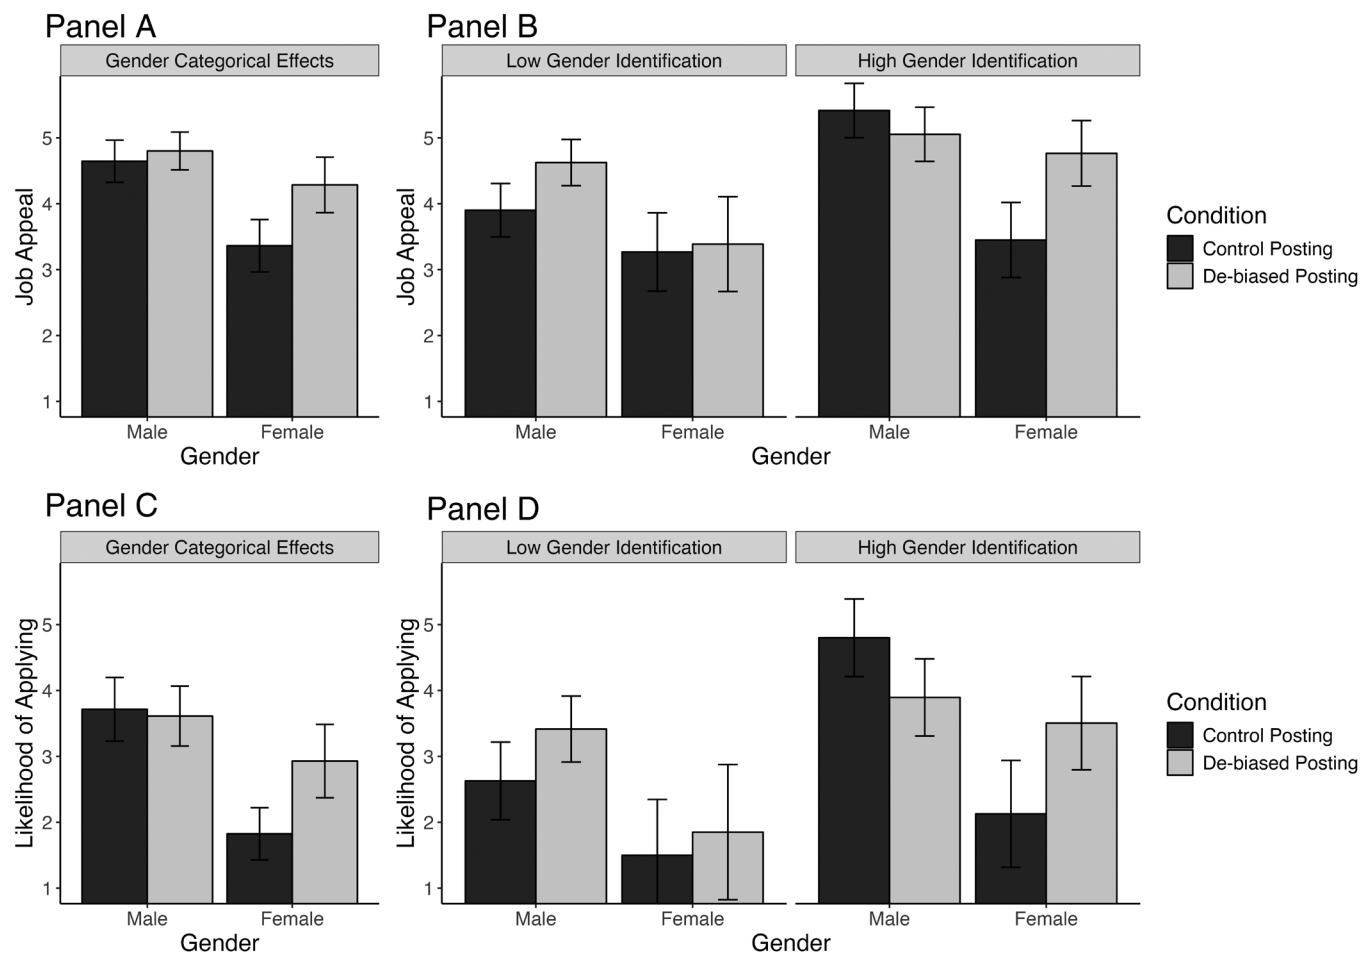 Panel A
Gender Categorical Effects
Job Appeal
5
4
3
2
1
Male
Female
Gender
Panel B
Low Gender Identification
High Gender Identification
Job Appeal
5
4
3
2
1
Male
Female
Male
Female
Gender
Condition
Control Posting
De-biased Posting
Panel C
Gender Categorical Effects
Likelihood of Applying
5
4
3
2
1
Male
Female
Gender
Panel D
Low Gender Identification
High Gender Identification
Likelihood of Applying
5
4
3
2
1
Male
Female
Male
Female
Gender
Condition
Control Posting
De-biased Posting